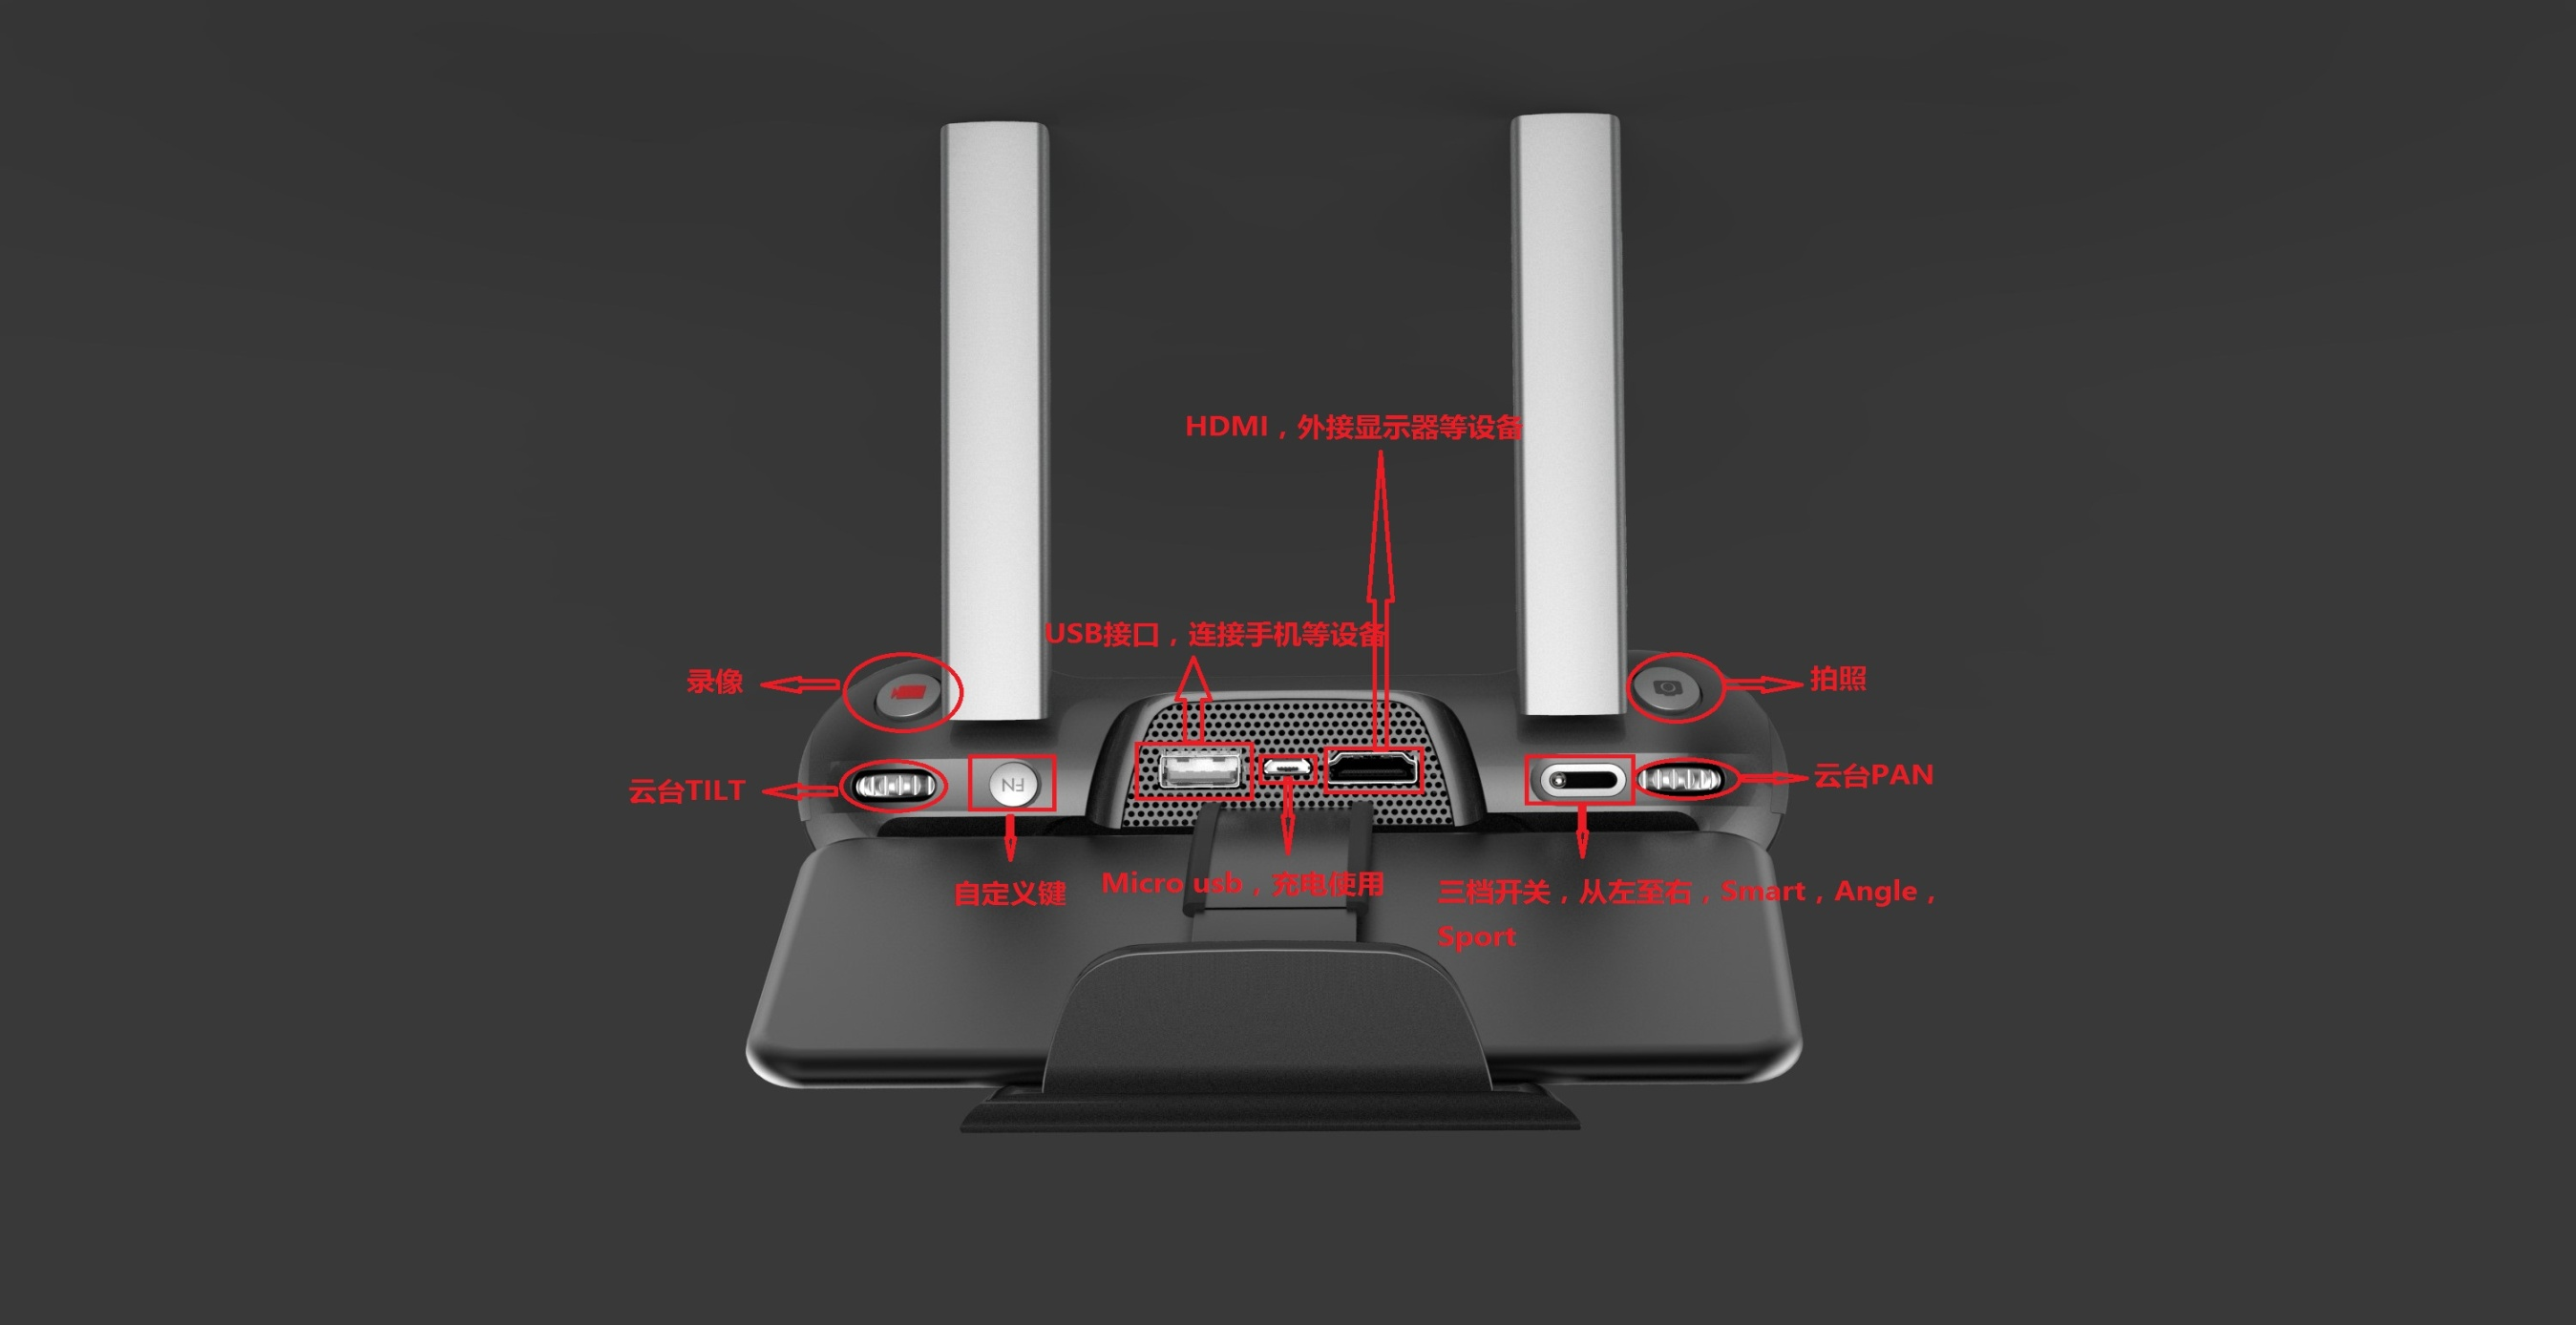 HDMI，外接显示器等设备
USB接口，连接手机等设备
录像
拍照
云台TILT
FN
云台PAN
自定义键
Micro usb，充电使用
三档开关，从左至右，Smart，Angle，
Sport